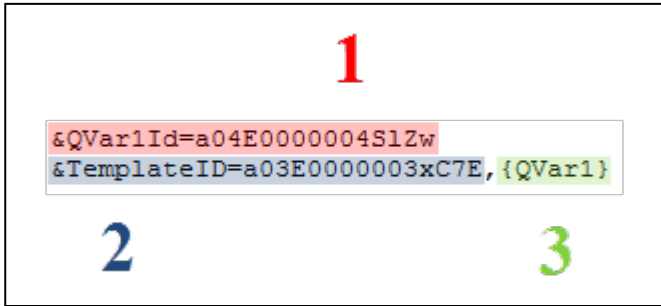 1
&QVar1Id=a04E0000004SlZw
&TemplateID=a03E0000003xC7E,{QVar1}
2 3